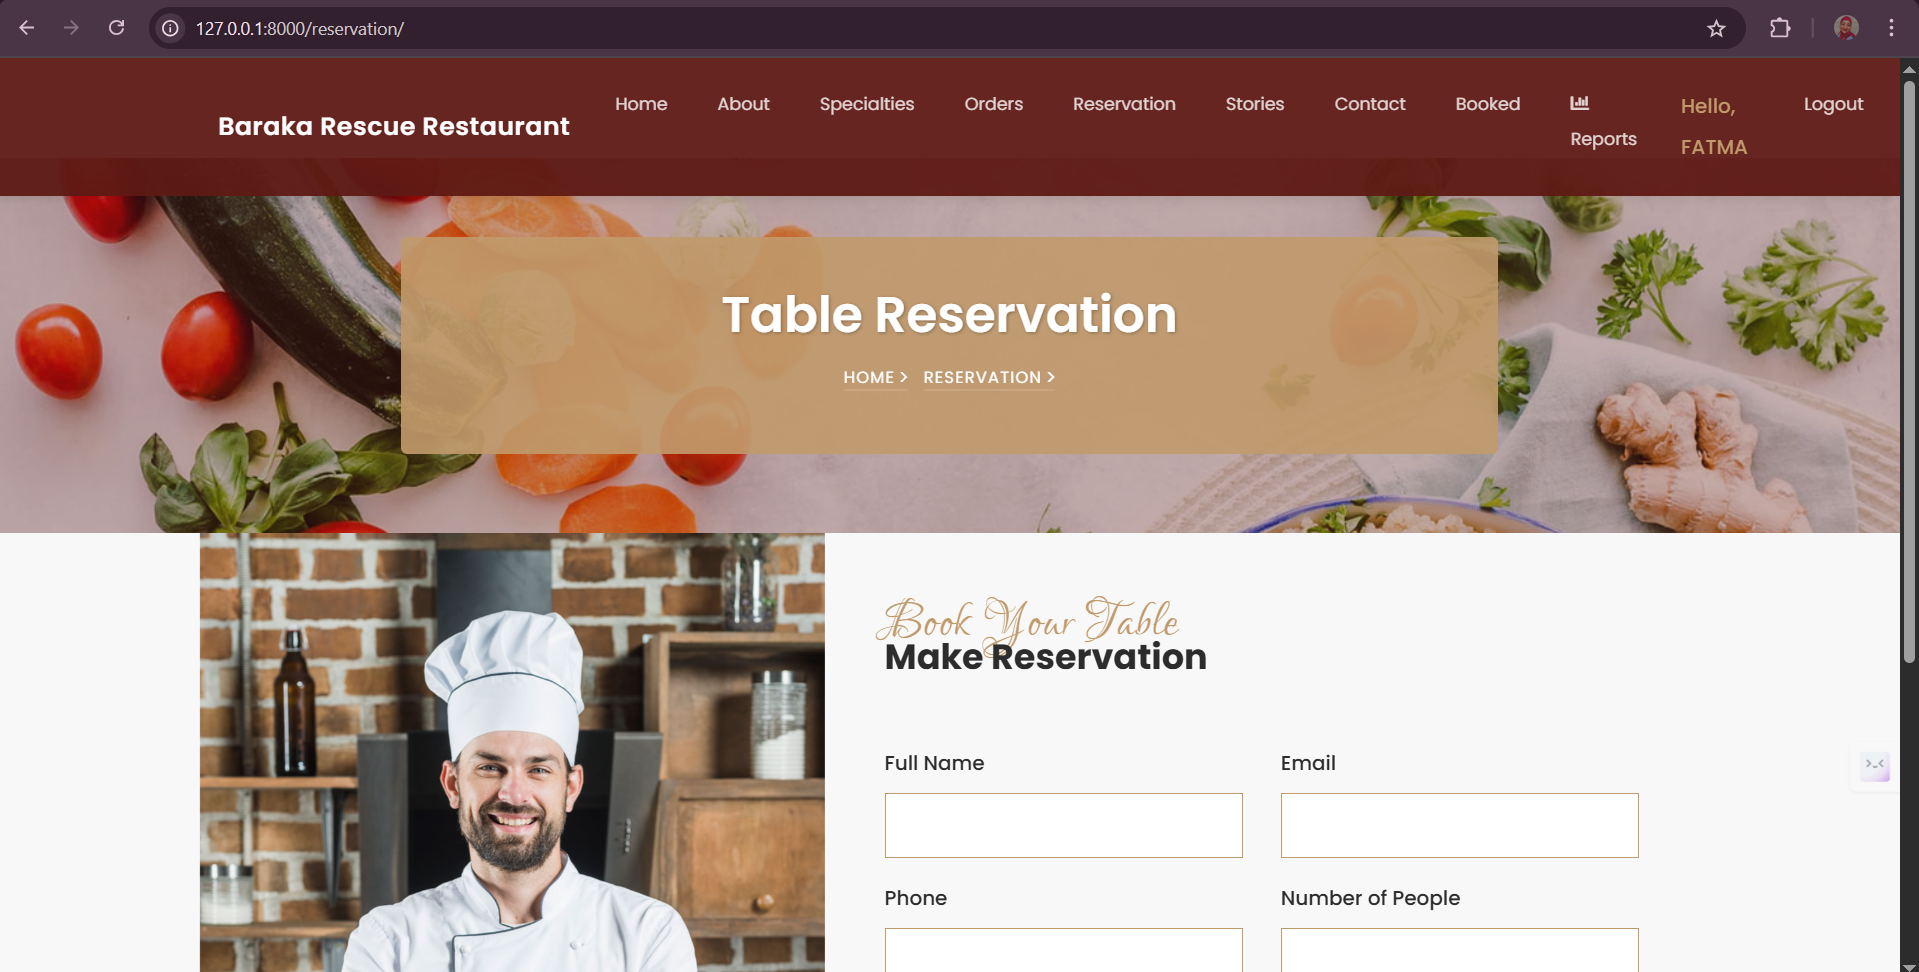 127.0.0.1:8000/reservation/
Baraka Rescue Restaurant
Home About Specialties Orders Reservation Stories Contact Booked Reports Hello, FATMA Logout
Table Reservation
HOME > RESERVATION >
Book Your Table
Make Reservation
Full Name Email
Phone Number of People